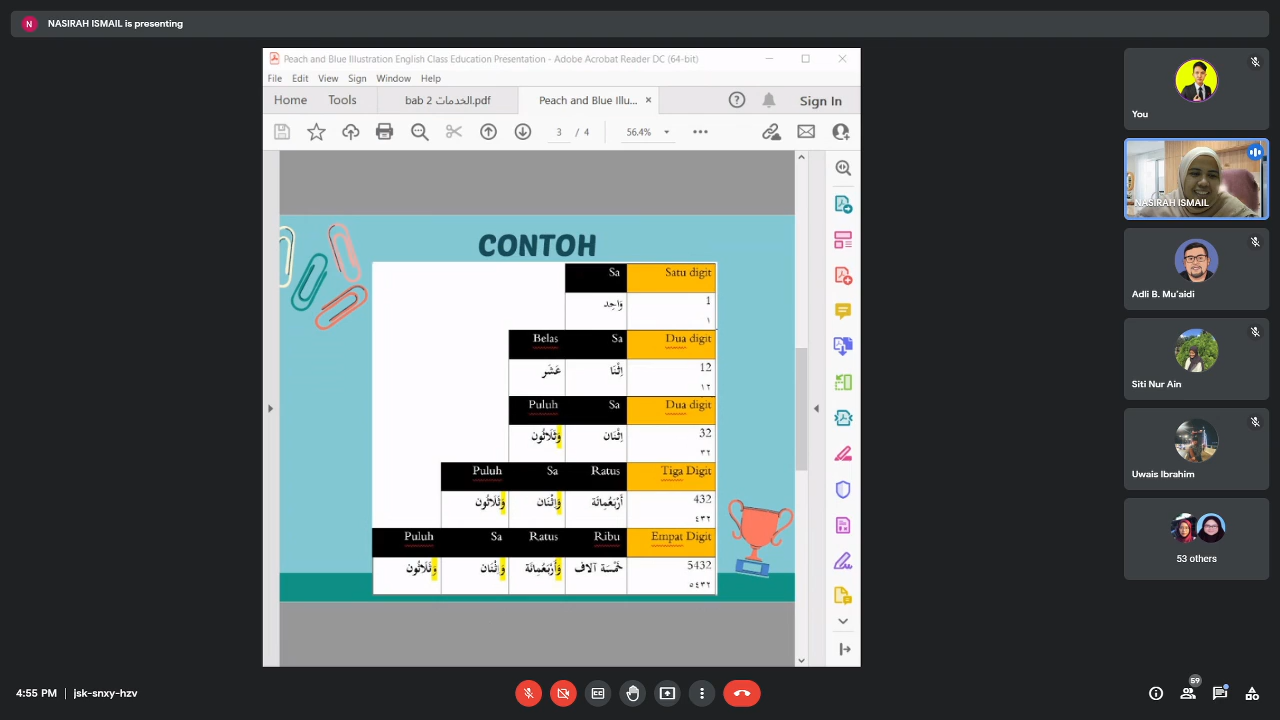 N NASIRAH ISMAIL is presenting
Peach and Blue Illustration English Class Education Presentation - Adobe Acrobat Reader DC (64-bit)
File Edit View Sign Window Help
Home Tools bab 2 الخدمات.pdf Peach and Blue Illu... × Sign In
3 / 4 56.4%
CONTOH
Satu digit Sa
1 وَاحِد
١
Dua digit Sa Belas
12 اِثْنَا عَشَر
١٢
Dua digit Sa Puluh
32 اِثْنَان وَثَلَاثُون
٣٢
Tiga Digit Ratus Sa Puluh
432 أَرْبَعُمِائَة وَاِثْنَان وَثَلَاثُون
٤٣٢
Empat Digit Ribu Ratus Sa Puluh
5432 خَمْسَة آلاَف وَأَرْبَعُمِائَة وَاثْنَان وَثَلَاثُون
٥٤٣٢
You
NASIRAH ISMAIL
Adli B. Mu'aidi
Siti Nur Ain
Uwais Ibrahim
53 others
4:55 PM | jsk-snxy-hzv
59